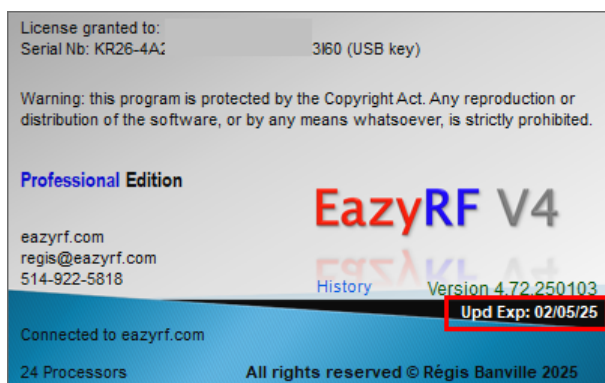 License granted to:
Serial Nb: KR26-4A2 3I60 (USB key)
Warning: this program is protected by the Copyright Act. Any reproduction or
distribution of the software, or by any means whatsoever, is strictly prohibited.
Professional Edition
EazyRF V4
eazyrf.com
regis@eazyrf.com
514-922-5818
History
Version 4.72.250103
Upd Exp: 02/05/25
Connected to eazyrf.com
24 Processors
All rights reserved © Régis Banville 2025